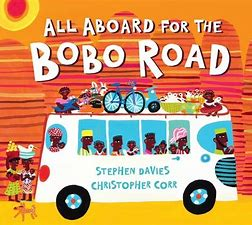 ALL ABOARD FOR THE
BOBO ROAD
STEPHEN DAVIES
CHRISTOPHER CORR